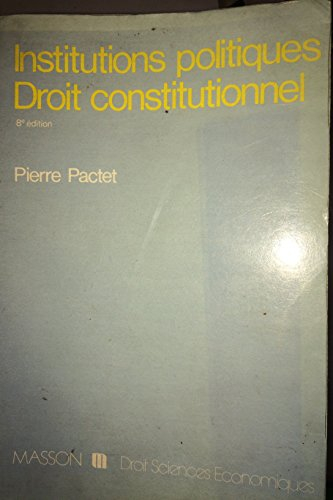 Institutions politiques
Droit constitutionnel
8e édition
Pierre Pactet
MASSON m Droit Sciences Economiques